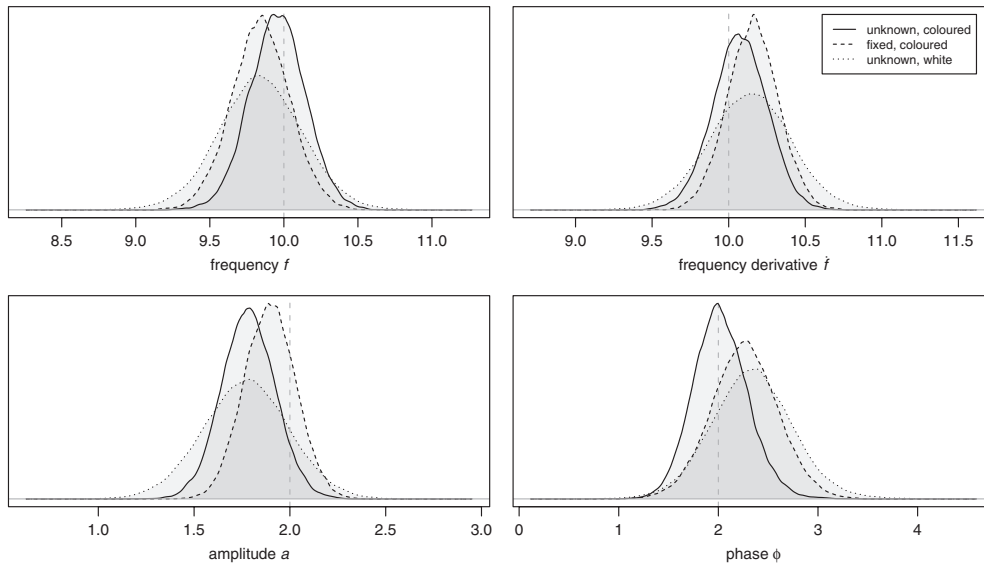 unknown, coloured
fixed, coloured
unknown, white
8.5 9.0 9.5 10.0 10.5 11.0
frequency f
9.0 9.5 10.0 10.5 11.0 11.5
frequency derivative ḟ
1.0 1.5 2.0 2.5 3.0
amplitude a
0 1 2 3 4
phase ϕ